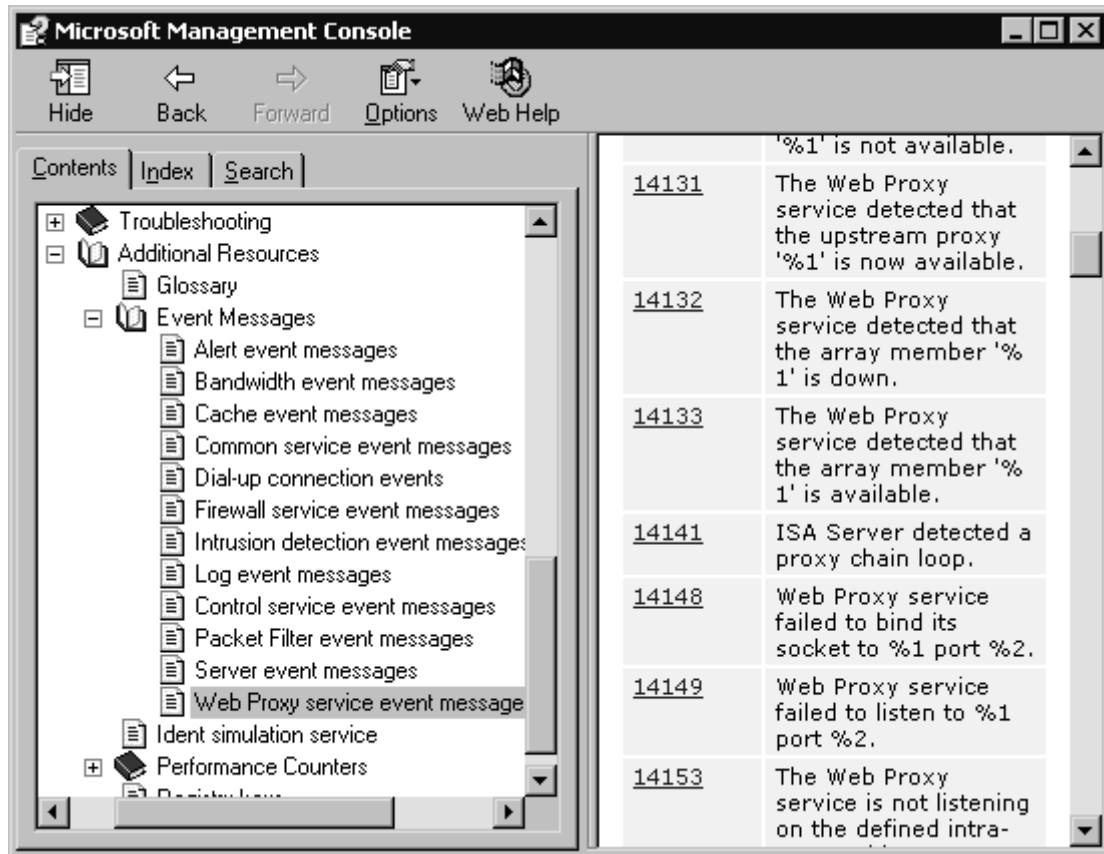 Microsoft Management Console
Hide
Back
Forward
Options
Web Help
Contents
Index
Search
Troubleshooting
Additional Resources
Glossary
Event Messages
Alert event messages
Bandwidth event messages
Cache event messages
Common service event messages
Dial-up connection events
Firewall service event messages
Intrusion detection event messages
Log event messages
Control service event messages
Packet Filter event messages
Server event messages
Web Proxy service event message
Ident simulation service
Performance Counters
'%1' is not available.
14131
The Web Proxy
service detected that
the upstream proxy
'%1' is now available.
14132
The Web Proxy
service detected that
the array member '%
1' is down.
14133
The Web Proxy
service detected that
the array member '%
1' is available.
14141
ISA Server detected a
proxy chain loop.
14148
Web Proxy service
failed to bind its
socket to %1 port %2.
14149
Web Proxy service
failed to listen to %1
port %2.
14153
The Web Proxy
service is not listening
on the defined intra-